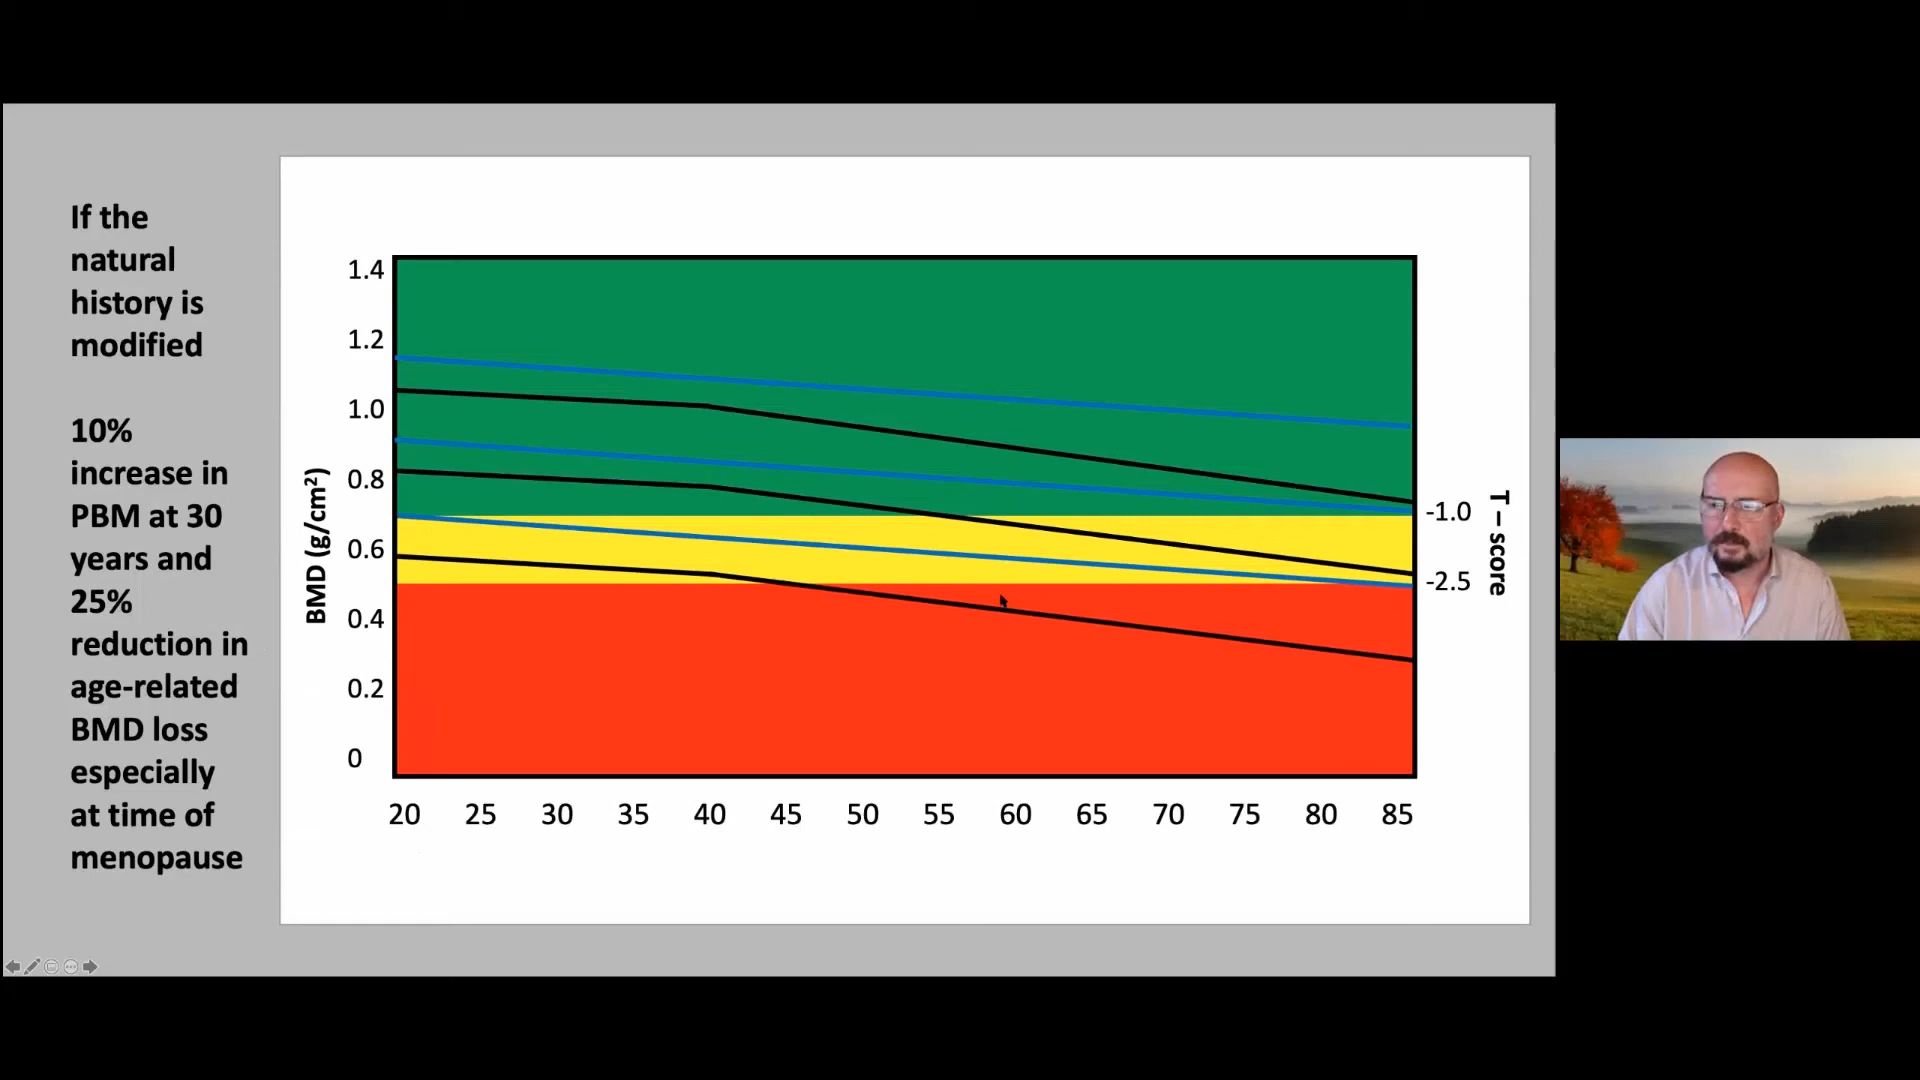 If the
natural
history is
modified
10%
increase in
PBM at 30
years and
25%
reduction in
age-related
BMD loss
especially
at time of
menopause
1.4
1.2
1.0
0.8
0.6
0.4
0.2
0
BMD (g/cm²)
-1.0
-2.5
T – score
20 25 30 35 40 45 50 55 60 65 70 75 80 85